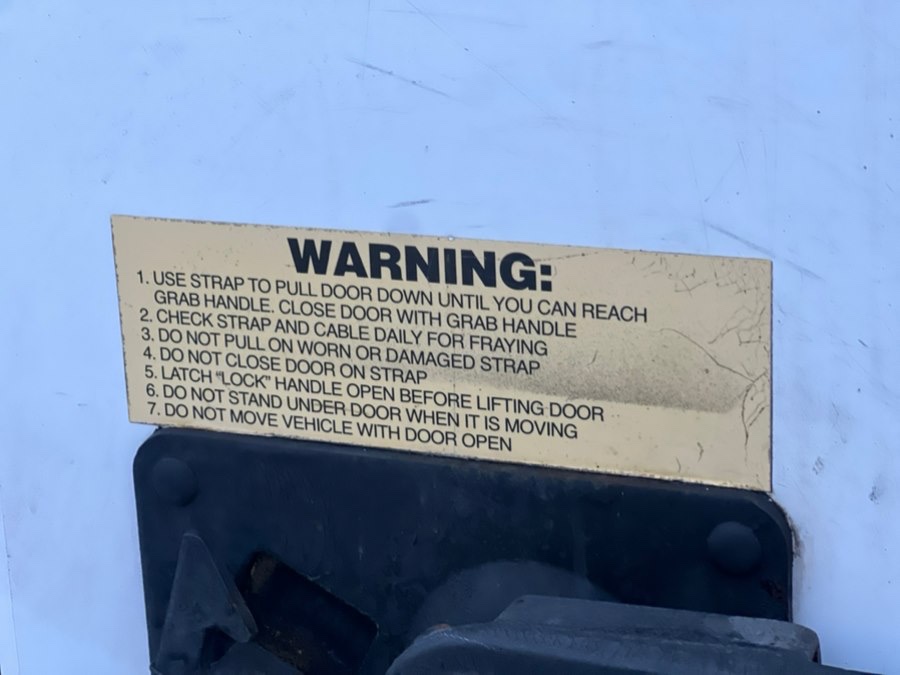 WARNING:
1. USE STRAP TO PULL DOOR DOWN UNTIL YOU CAN REACH
GRAB HANDLE. CLOSE DOOR WITH GRAB HANDLE
2. CHECK STRAP AND CABLE DAILY FOR FRAYING
3. DO NOT PULL ON WORN OR DAMAGED STRAP
4. DO NOT CLOSE DOOR ON STRAP
5. LATCH "LOCK" HANDLE OPEN BEFORE LIFTING DOOR
6. DO NOT STAND UNDER DOOR WHEN IT IS MOVING
7. DO NOT MOVE VEHICLE WITH DOOR OPEN